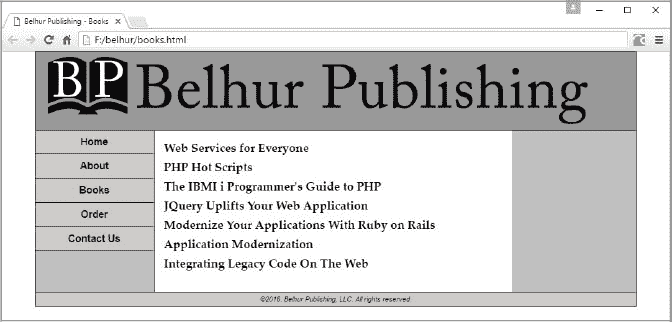 Belhur Publishing - Books
F:/belhur/books.html
BP Belhur Publishing
Home
About
Books
Order
Contact Us
Web Services for Everyone
PHP Hot Scripts
The IBMI i Programmer's Guide to PHP
JQuery Uplifts Your Web Application
Modernize Your Applications With Ruby on Rails
Application Modernization
Integrating Legacy Code On The Web
©2016, Belhur Publishing, LLC. All rights reserved